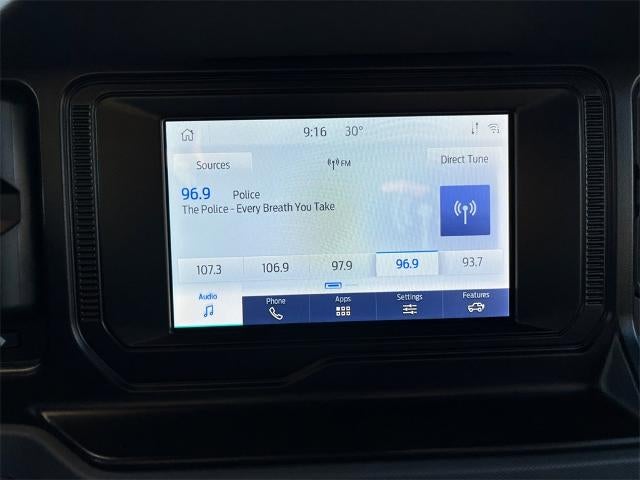 9:16 30°
Sources FM Direct Tune
96.9 Police
The Police - Every Breath You Take
107.3 106.9 97.9 96.9 93.7
Audio Phone Apps Settings Features